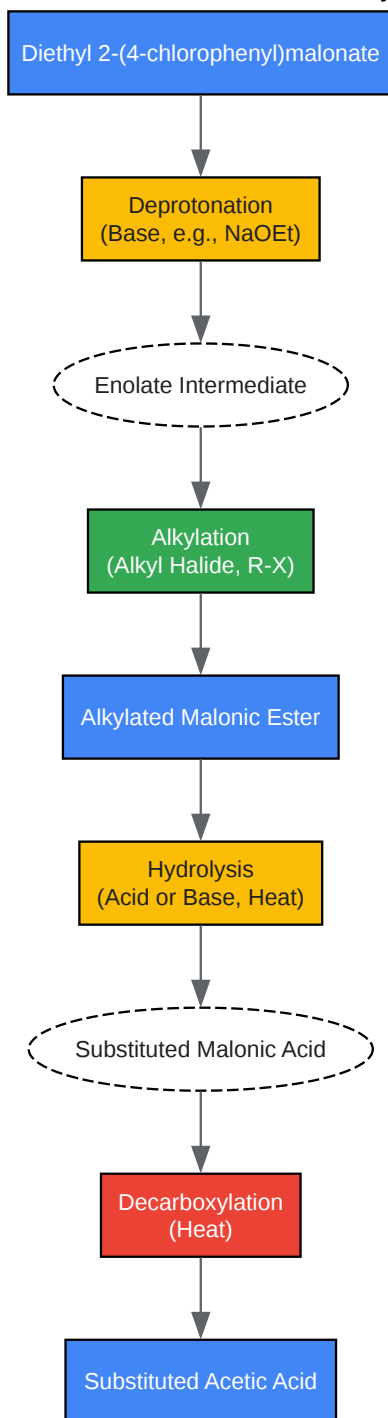 Diethyl 2-(4-chlorophenyl)malonate
Deprotonation
(Base, e.g., NaOEt)
Enolate Intermediate
Alkylation
(Alkyl Halide, R-X)
Alkylated Malonic Ester
Hydrolysis
(Acid or Base, Heat)
Substituted Malonic Acid
Decarboxylation
(Heat)
Substituted Acetic Acid